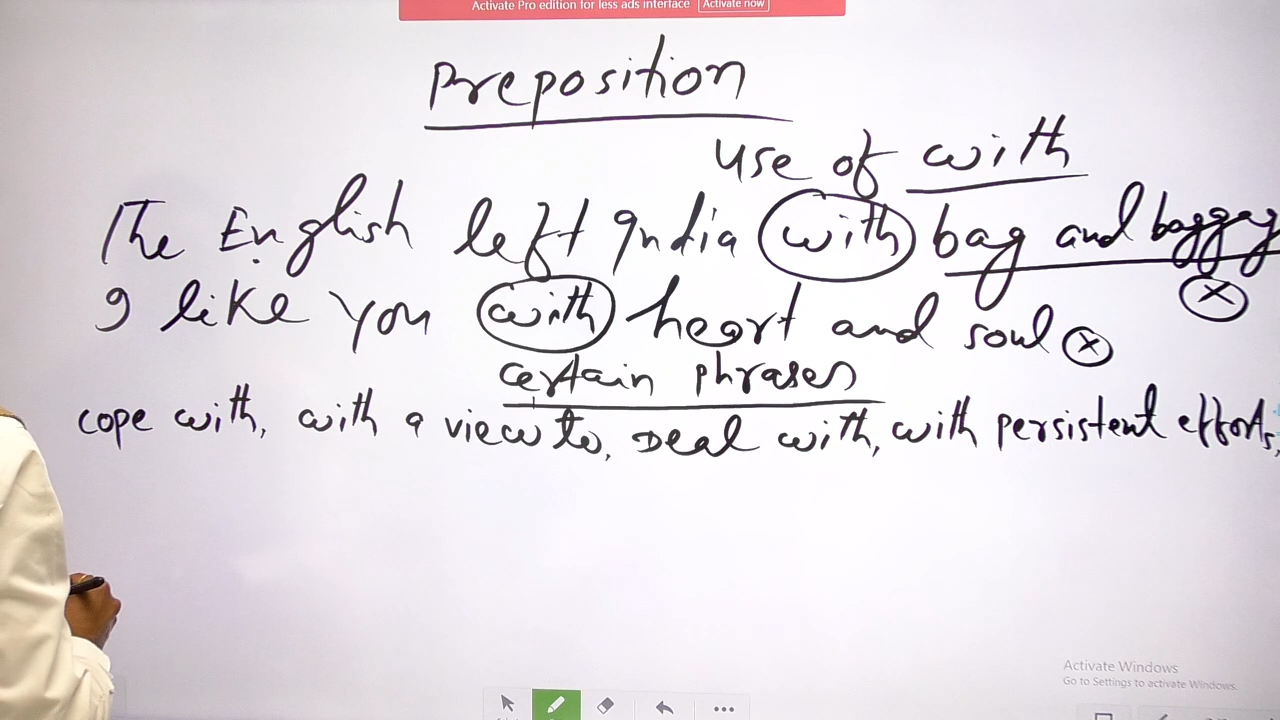 Activate Pro edition for less ads interface Activate now
Preposition
use of with
The English left India with bag and baggag
I like you with heart and soul
certain phrases
cope with, with a view to, Deal with, with persistent efforts,
Activate Windows
Go to Settings to activate Windows.